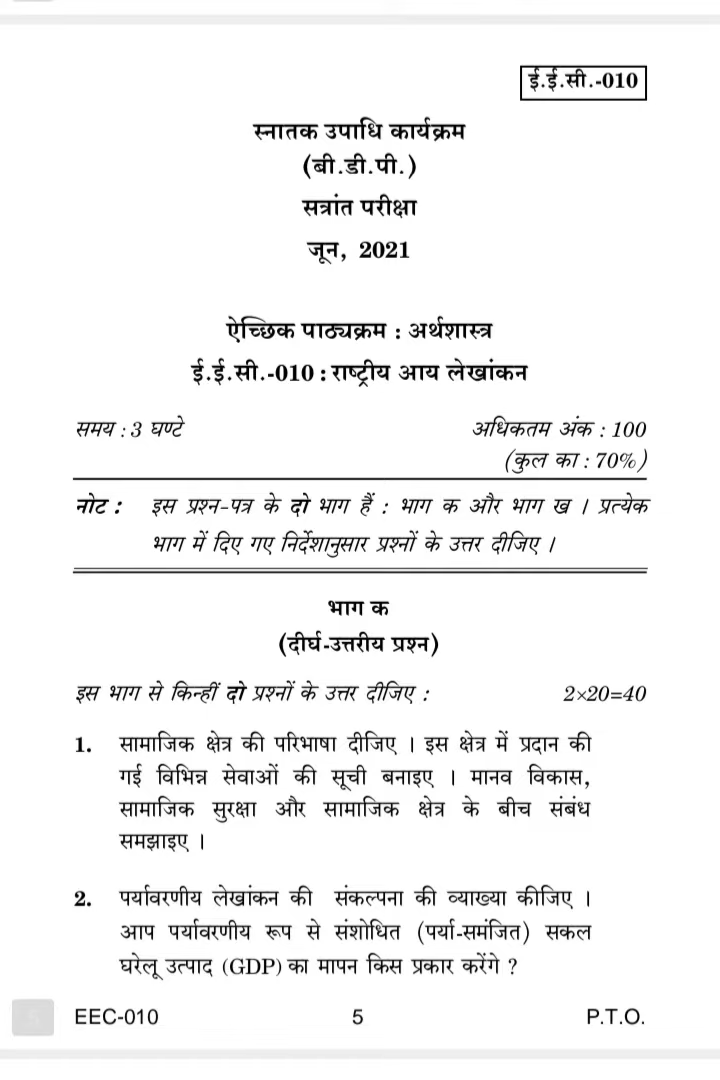 ई.ई.सी.-010
स्नातक उपाधि कार्यक्रम
(बी.डी.पी.)
सत्रांत परीक्षा
जून, 2021
ऐच्छिक पाठ्यक्रम : अर्थशास्त्र
ई.ई.सी.-010 : राष्ट्रीय आय लेखांकन
समय : 3 घण्टे अधिकतम अंक : 100
(कुल का : 70%)
नोट : इस प्रश्न-पत्र के दो भाग हैं : भाग क और भाग ख । प्रत्येक
भाग में दिए गए निर्देशानुसार प्रश्नों के उत्तर दीजिए ।
भाग क
(दीर्घ-उत्तरीय प्रश्न)
इस भाग से किन्हीं दो प्रश्नों के उत्तर दीजिए : 2×20=40
1. सामाजिक क्षेत्र की परिभाषा दीजिए । इस क्षेत्र में प्रदान की
गई विभिन्न सेवाओं की सूची बनाइए । मानव विकास,
सामाजिक सुरक्षा और सामाजिक क्षेत्र के बीच संबंध
समझाइए ।
2. पर्यावरणीय लेखांकन की संकल्पना की व्याख्या कीजिए ।
आप पर्यावरणीय रूप से संशोधित (पर्या-समंजित) सकल
घरेलू उत्पाद (GDP) का मापन किस प्रकार करेंगे ?
5 EEC-010 5 P.T.O.